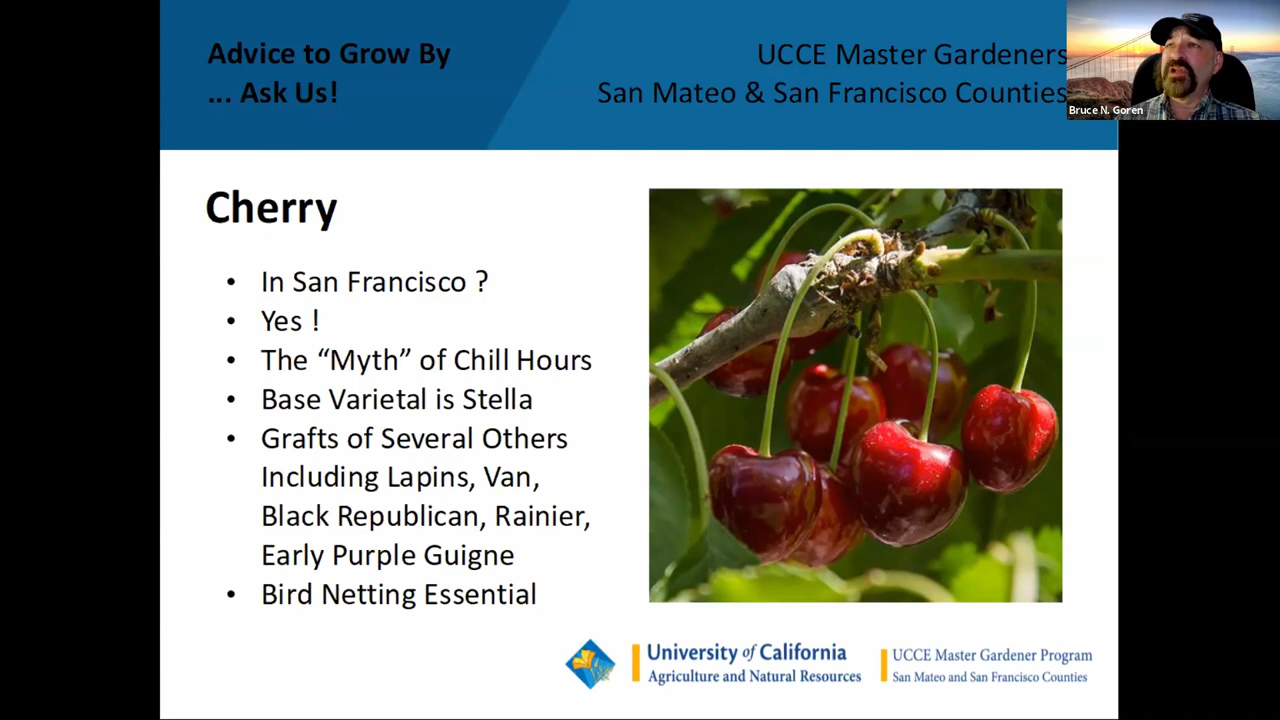 Advice to Grow By
... Ask Us!
UCCE Master Gardeners
San Mateo & San Francisco Counties
Bruce N. Goren
Cherry
• In San Francisco ?
• Yes !
• The “Myth” of Chill Hours
• Base Varietal is Stella
• Grafts of Several Others
Including Lapins, Van,
Black Republican, Rainier,
Early Purple Guigne
• Bird Netting Essential
University of California
Agriculture and Natural Resources
UCCE Master Gardener Program
San Mateo and San Francisco Counties